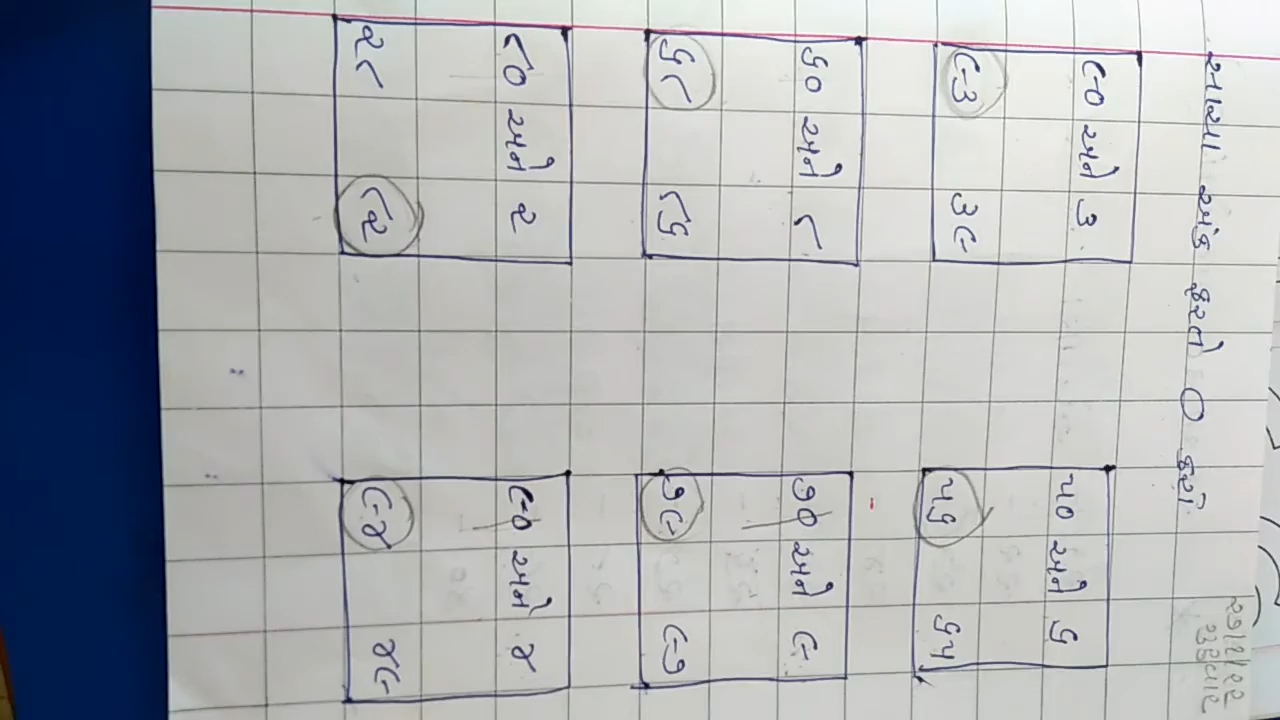 સાચા અંક ફરતે O કરો.
૯૦ અને ૩ ૫૦ અને ૬
૯૩ ૩૯ ૫૬ ૬૫
૬૦ અને ૮ ૭૦ અને ૯
૬૮ ૮૬ ૭૯ ૯૭
૮૦ અને ૨ ૯૦ અને ૪
૨૮ ૮૨ ૯૪ ૪૯